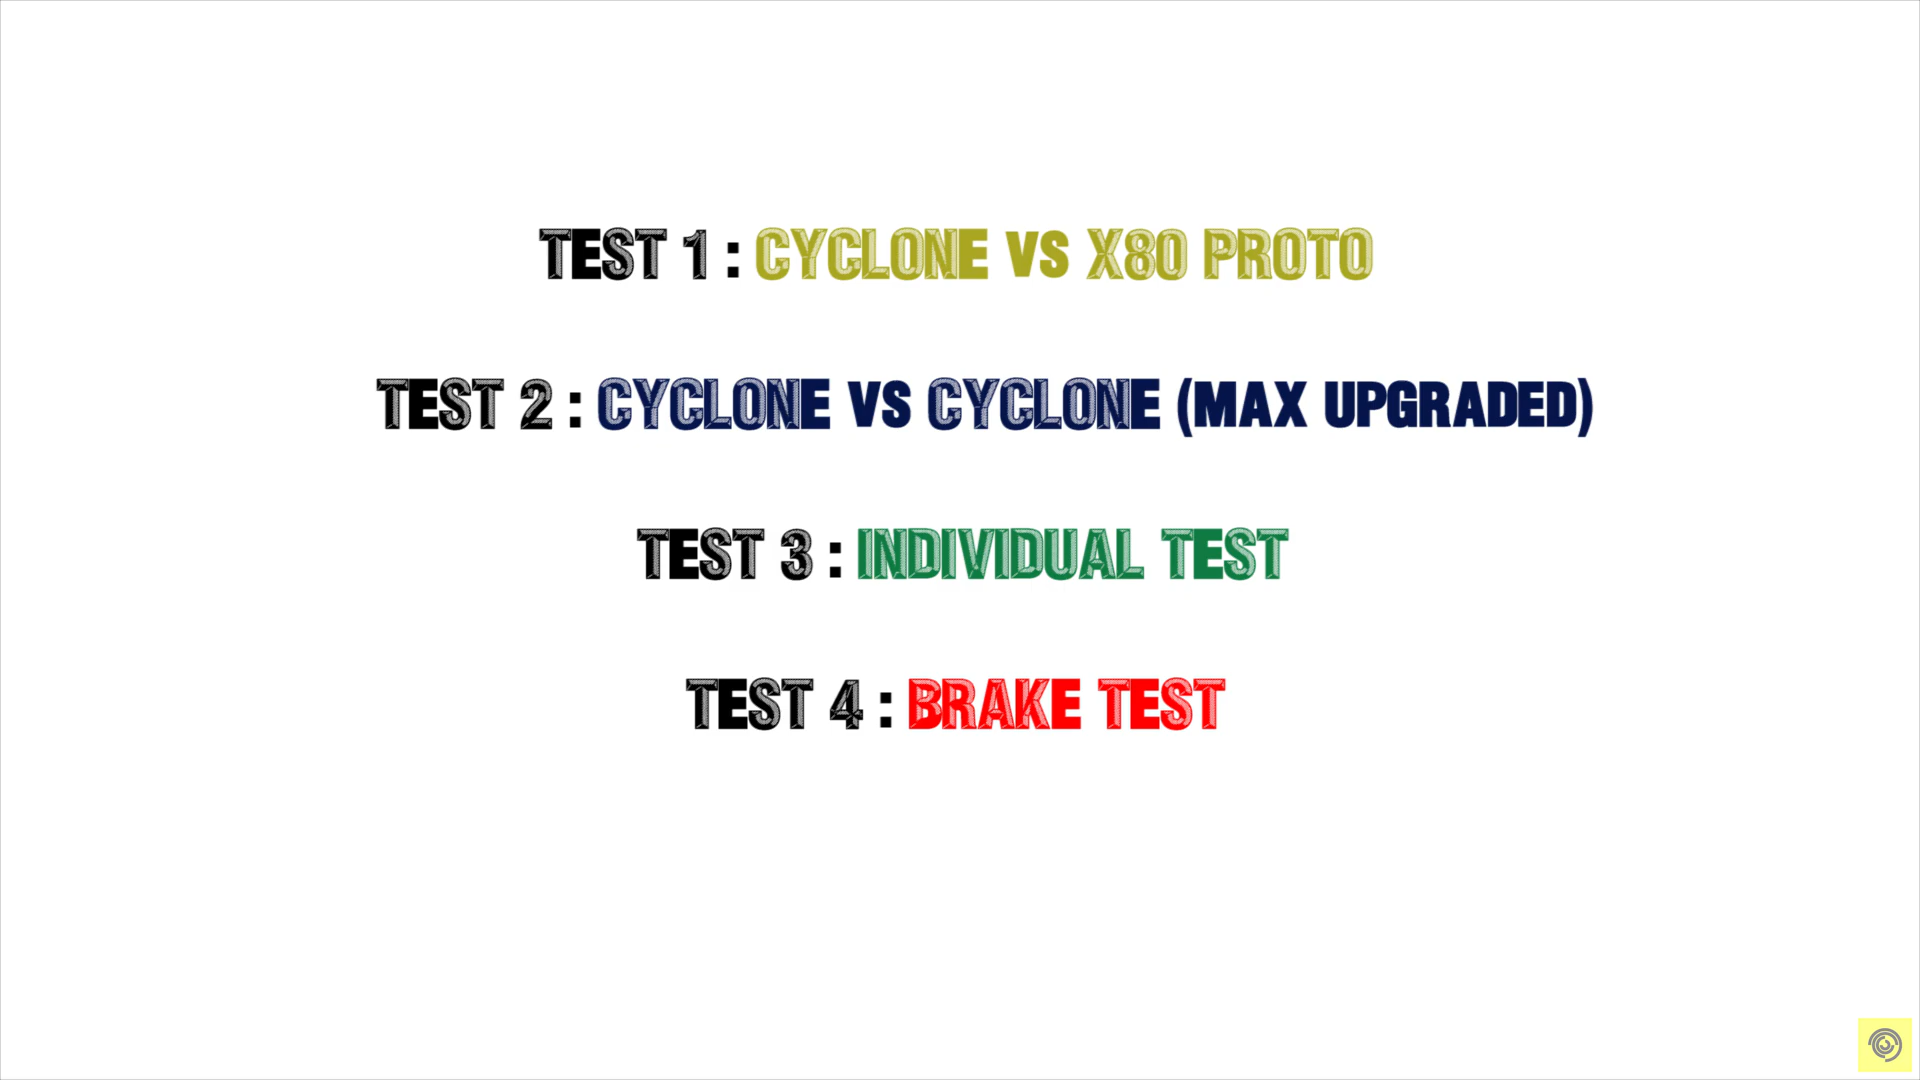 TEST 1 : CYCLONE VS X80 PROTO
TEST 2 : CYCLONE VS CYCLONE (MAX UPGRADED)
TEST 3 : INDIVIDUAL TEST
TEST 4 : BRAKE TEST